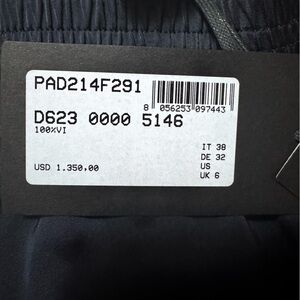 PAD214F291
8 056253 097443
D623 0000 5146
100%VI
IT 38
DE 32
USD 1.350,00
US
UK 6